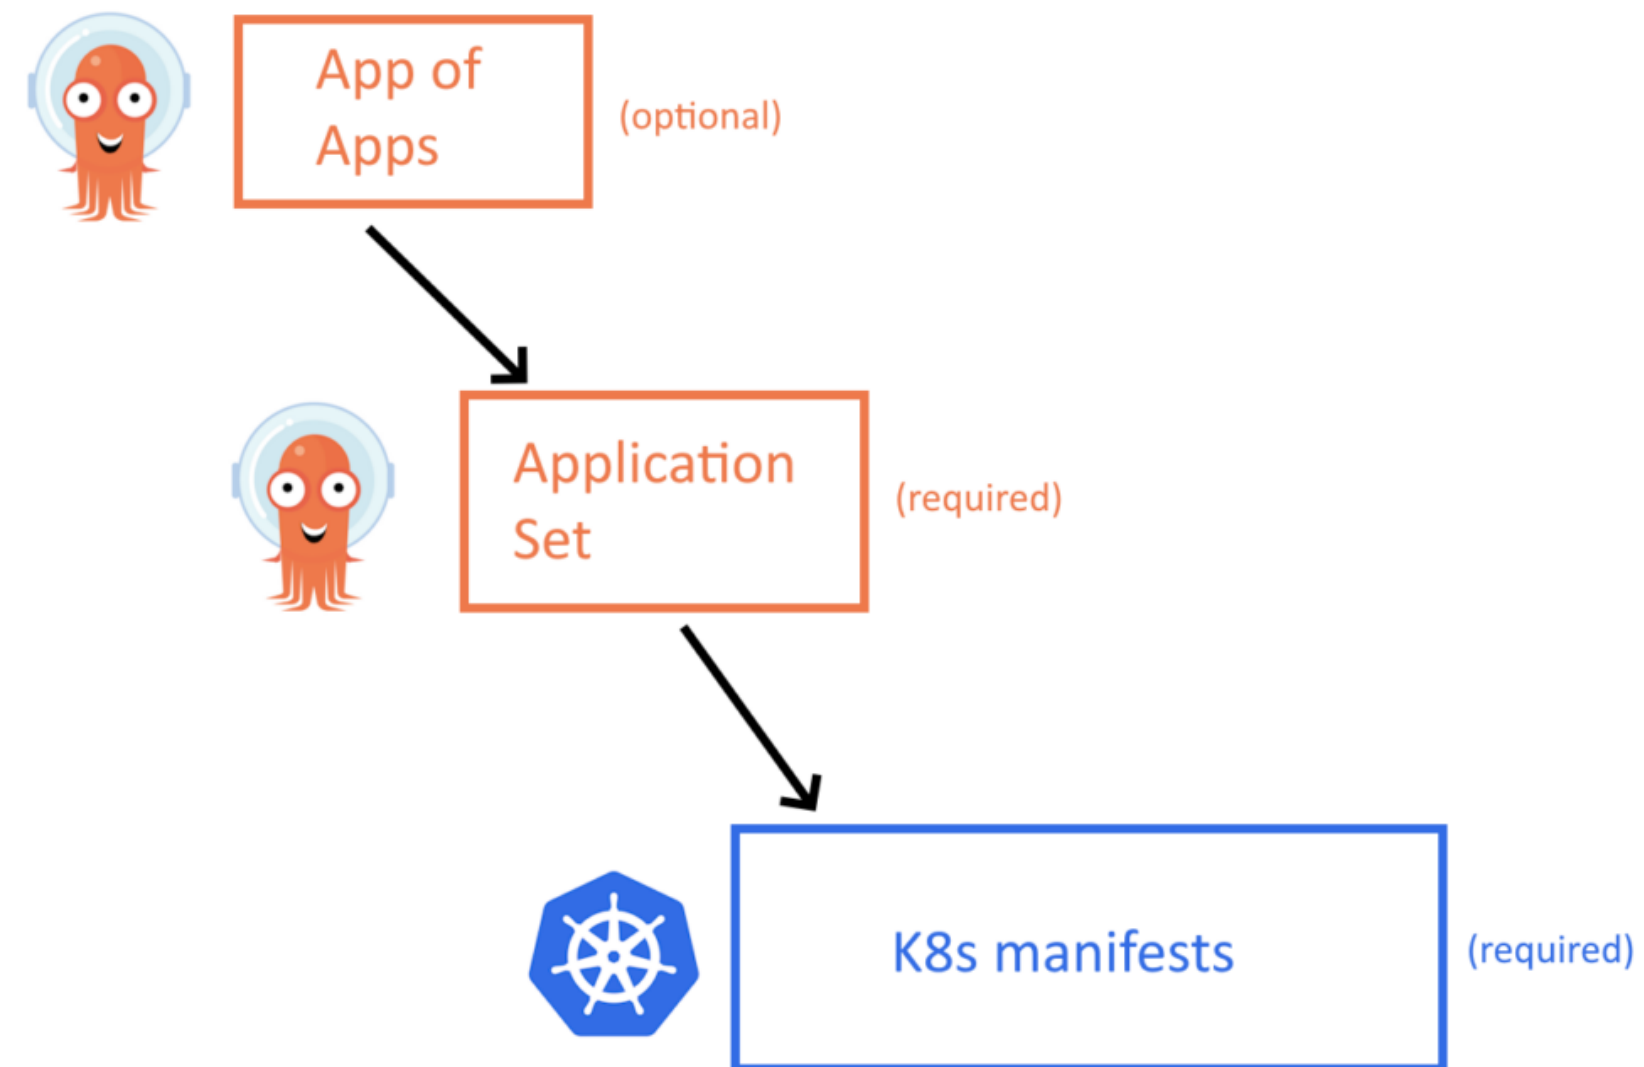 App of
Apps
(optional)
Application
Set
(required)
K8s manifests
(required)